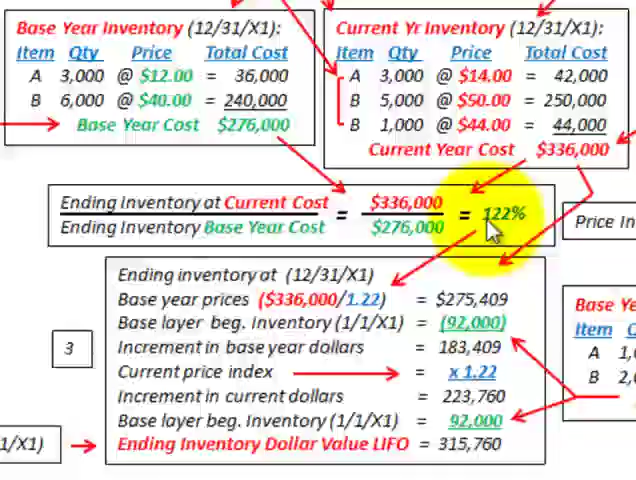 Base Year Inventory (12/31/X1):
Item Qty Price Total Cost
A 3,000 @ $12.00 = 36,000
B 6,000 @ $40.00 = 240,000
Base Year Cost $276,000
Current Yr Inventory (12/31/X1):
Item Qty Price Total Cost
A 3,000 @ $14.00 = 42,000
B 5,000 @ $50.00 = 250,000
B 1,000 @ $44.00 = 44,000
Current Year Cost $336,000
Ending Inventory at Current Cost = $336,000 = 122%
Ending Inventory Base Year Cost $276,000
Price In
Ending inventory at (12/31/X1)
Base year prices ($336,000/1.22) = $275,409
Base layer beg. Inventory (1/1/X1) = (92,000)
3
Increment in base year dollars = 183,409
Current price index = x 1.22
Increment in current dollars = 223,760
Base layer beg. Inventory (1/1/X1) = 92,000
1/X1)
Ending Inventory Dollar Value LIFO = 315,760
Base Ye
Item
A 1,
B 2,